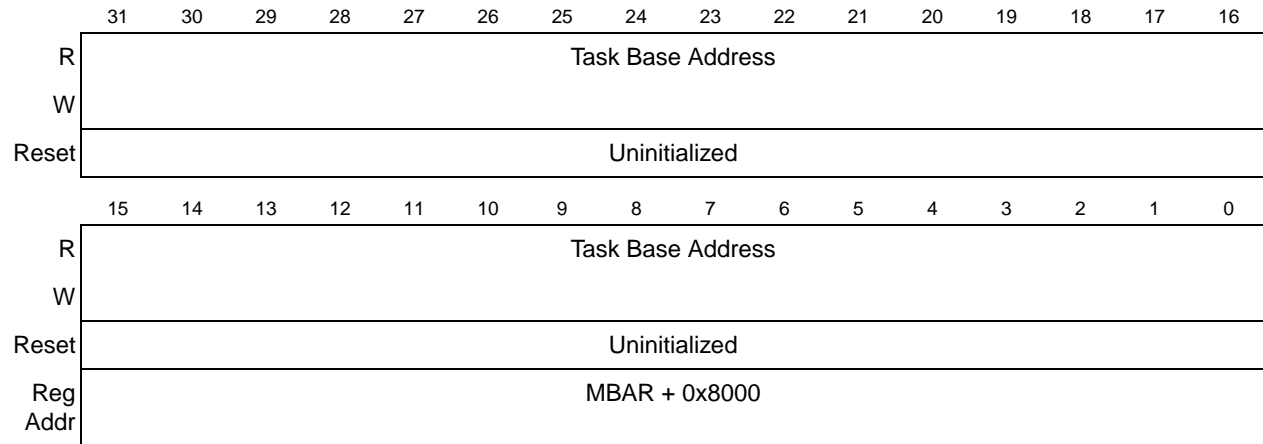 31 30 29 28 27 26 25 24 23 22 21 20 19 18 17 16
R Task Base Address
W
Reset Uninitialized
15 14 13 12 11 10 9 8 7 6 5 4 3 2 1 0
R Task Base Address
W
Reset Uninitialized
Reg MBAR + 0x8000
Addr